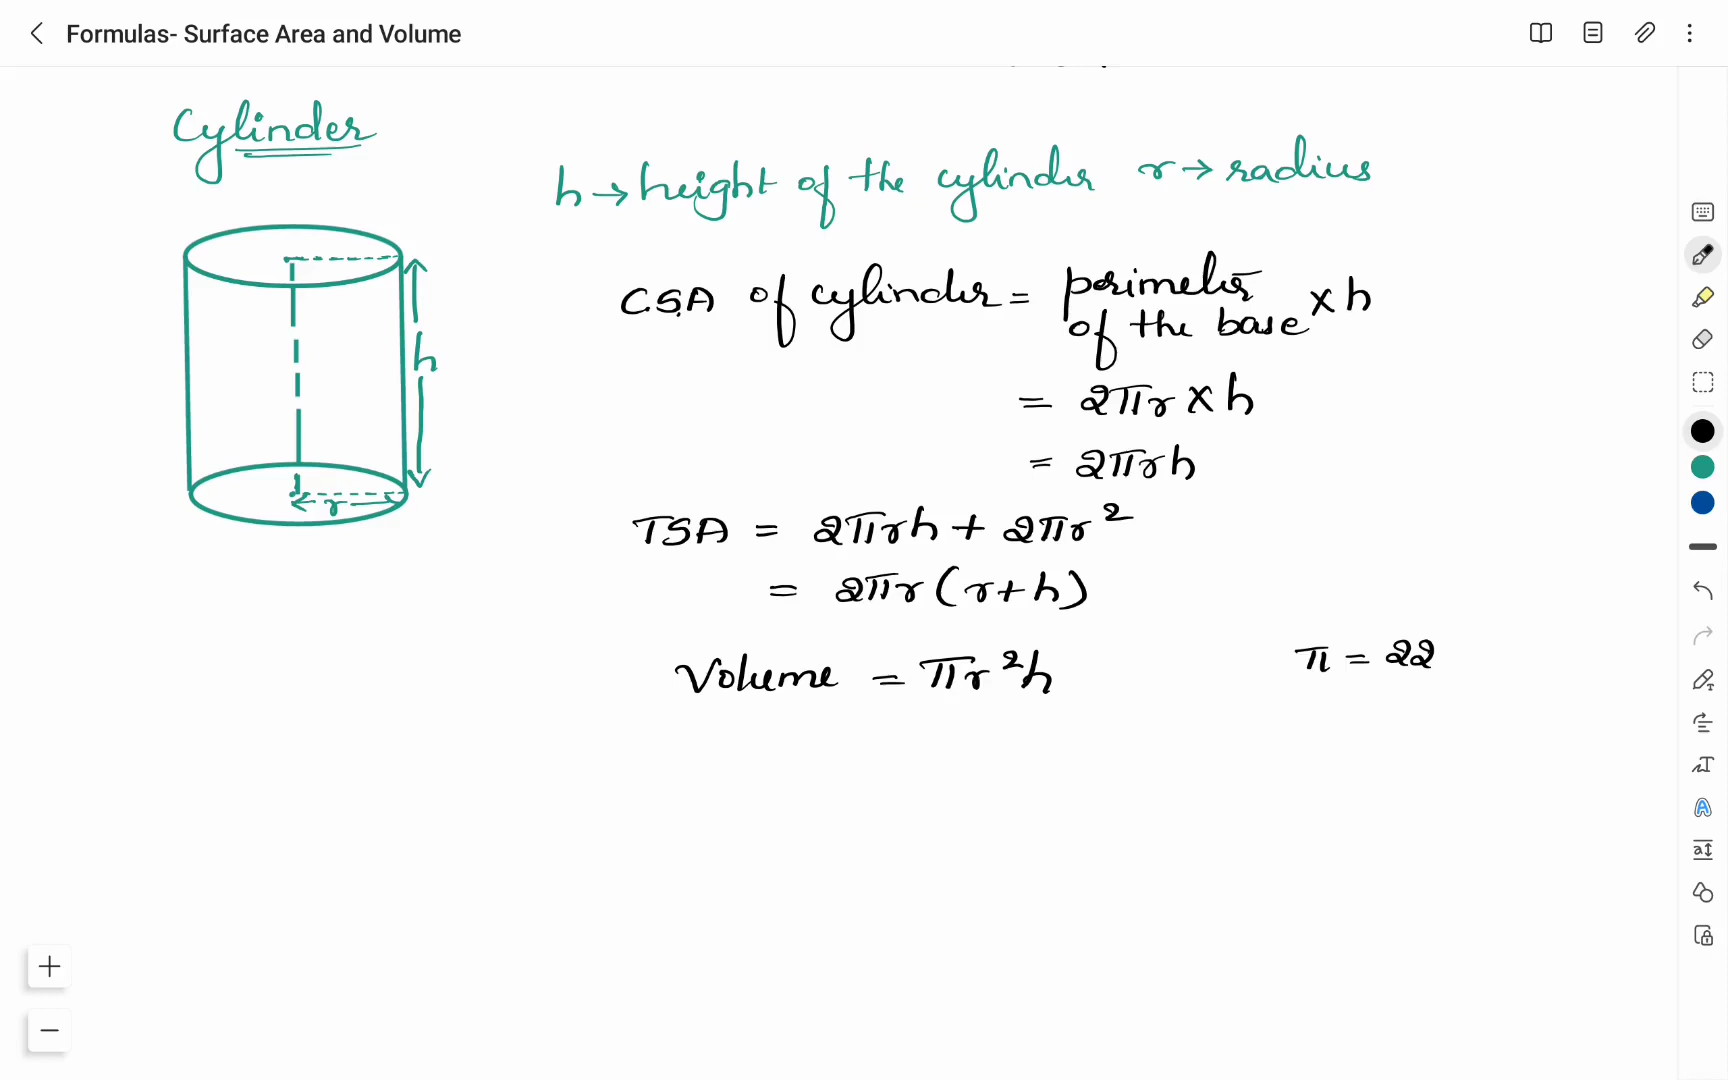 Formulas- Surface Area and Volume
Cylinder
h → height of the cylinder r → radius
CSA of cylinder = perimeter of the base × h
= 2πr × h
= 2πrh
TSA = 2πrh + 2πr²
= 2πr (r+h)
Volume = πr²h
π = 22
h
r